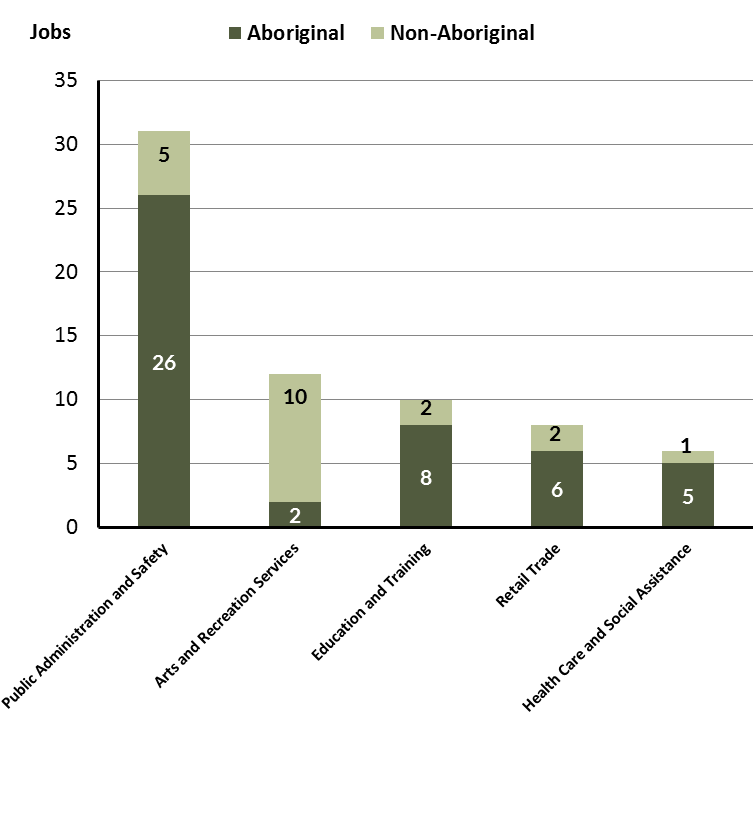 Jobs
Aboriginal Non-Aboriginal
35
30
25
20
15
10
5
0
5
26
10
2
2
8
2
6
1
5
Public Administration and Safety
Arts and Recreation Services
Education and Training
Retail Trade
Health Care and Social Assistance